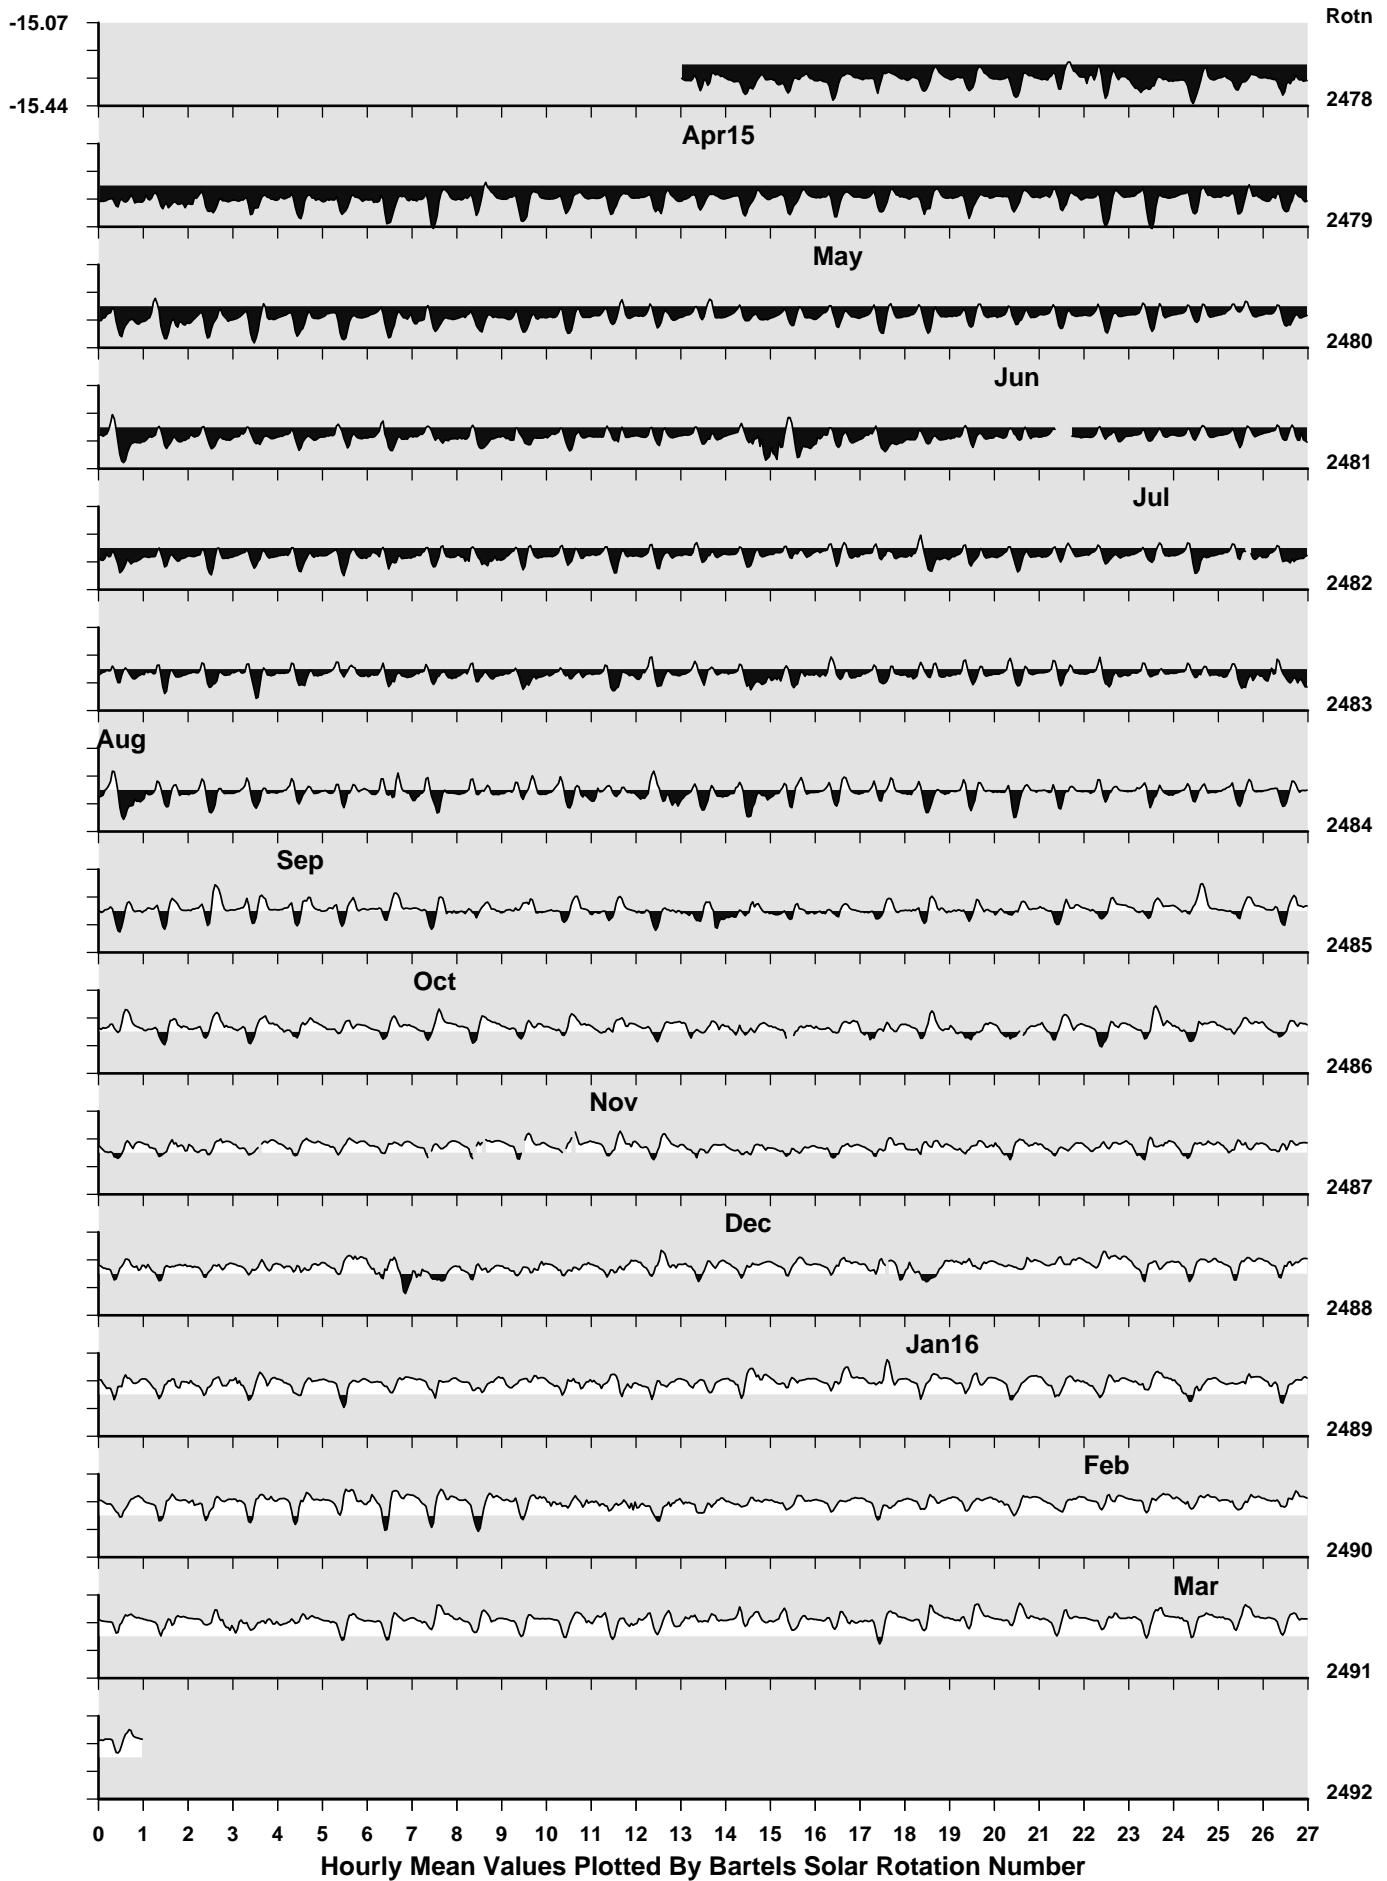 -15.07
Rotn
-15.44
2478
Apr15
2479
May
2480
Jun
2481
Jul
2482
2483
Aug
2484
Sep
2485
Oct
2486
Nov
2487
Dec
2488
Jan16
2489
Feb
2490
Mar
2491
2492
0 1 2 3 4 5 6 7 8 9 10 11 12 13 14 15 16 17 18 19 20 21 22 23 24 25 26 27
Hourly Mean Values Plotted By Bartels Solar Rotation Number